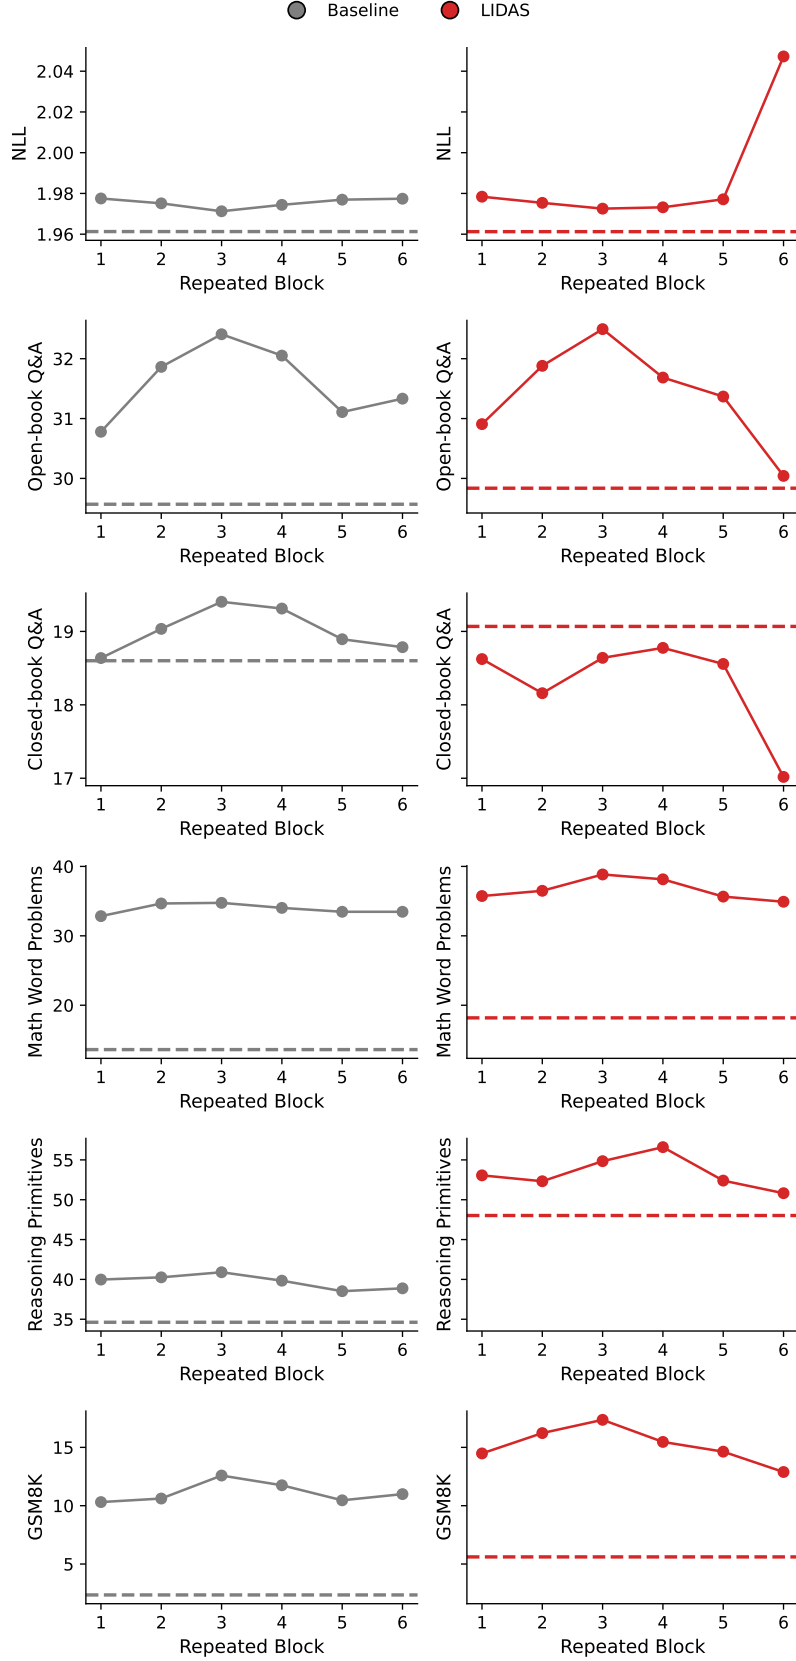 Baseline LIDAS
NLL
2.04
2.02
2.00
1.98
1.96
1 2 3 4 5 6
Repeated Block
NLL
1 2 3 4 5 6
Repeated Block
Open-book Q&A
32
31
30
1 2 3 4 5 6
Repeated Block
Open-book Q&A
1 2 3 4 5 6
Repeated Block
Closed-book Q&A
19
18
17
1 2 3 4 5 6
Repeated Block
Closed-book Q&A
1 2 3 4 5 6
Repeated Block
Math Word Problems
40
30
20
1 2 3 4 5 6
Repeated Block
Math Word Problems
1 2 3 4 5 6
Repeated Block
Reasoning Primitives
55
50
45
40
35
1 2 3 4 5 6
Repeated Block
Reasoning Primitives
1 2 3 4 5 6
Repeated Block
GSM8K
15
10
5
1 2 3 4 5 6
Repeated Block
GSM8K
1 2 3 4 5 6
Repeated Block